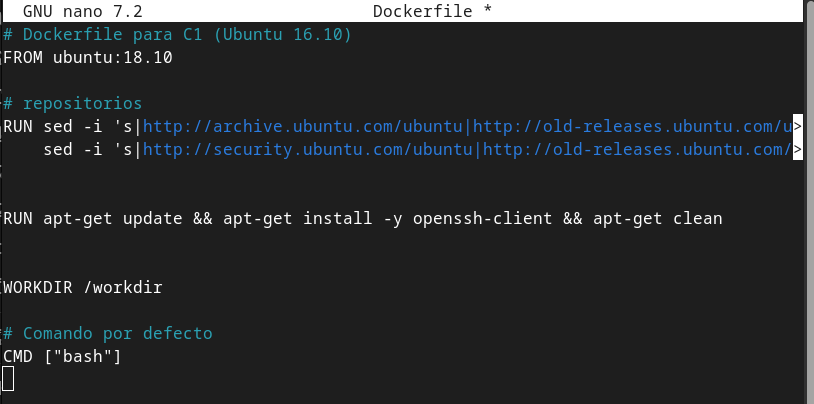 GNU nano 7.2 Dockerfile *
# Dockerfile para C1 (Ubuntu 16.10)
FROM ubuntu:18.10
# repositorios
RUN sed -i 's|http://archive.ubuntu.com/ubuntu|http://old-releases.ubuntu.com/u>
sed -i 's|http://security.ubuntu.com/ubuntu|http://old-releases.ubuntu.com/>
RUN apt-get update && apt-get install -y openssh-client && apt-get clean
WORKDIR /workdir
# Comando por defecto
CMD ["bash"]